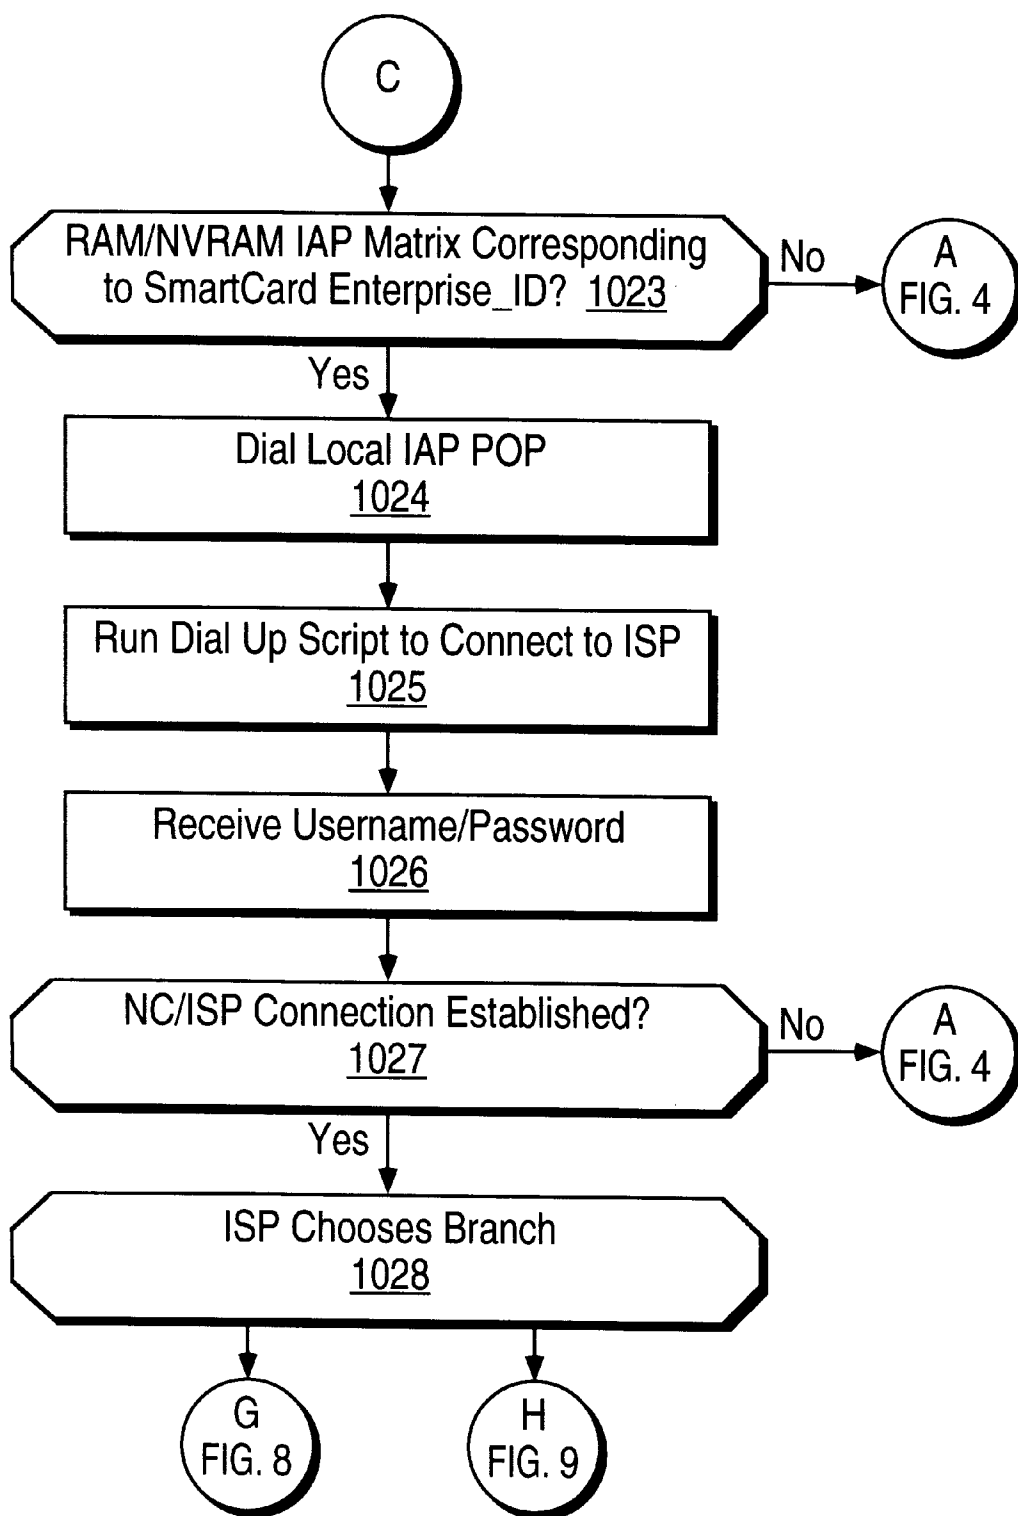 C
RAM/NVRAM IAP Matrix Corresponding
to SmartCard Enterprise_ID? 1023
No
A
FIG. 4
Yes
Dial Local IAP POP
1024
Run Dial Up Script to Connect to ISP
1025
Receive Username/Password
1026
NC/ISP Connection Established?
1027
No
A
FIG. 4
Yes
ISP Chooses Branch
1028
G
FIG. 8
H
FIG. 9